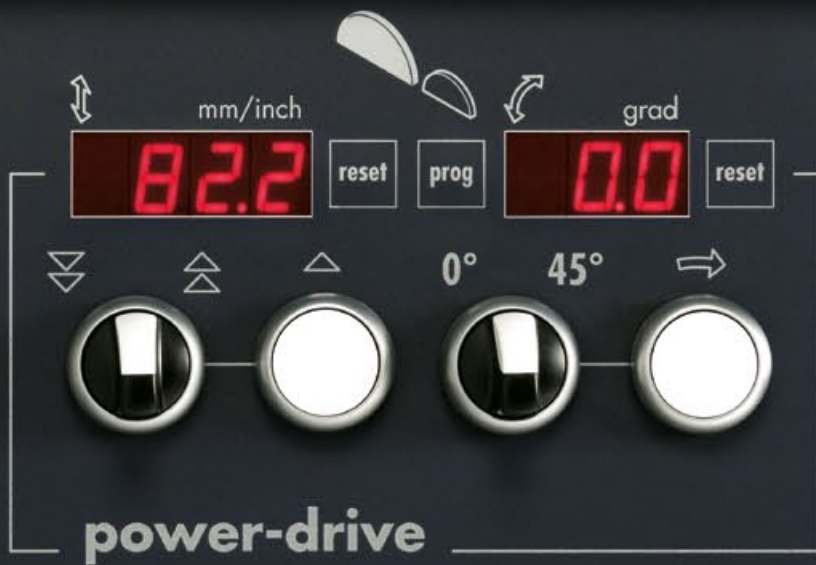 mm/inch grad
82.2 reset prog 0.0 reset
0° 45°
power-drive